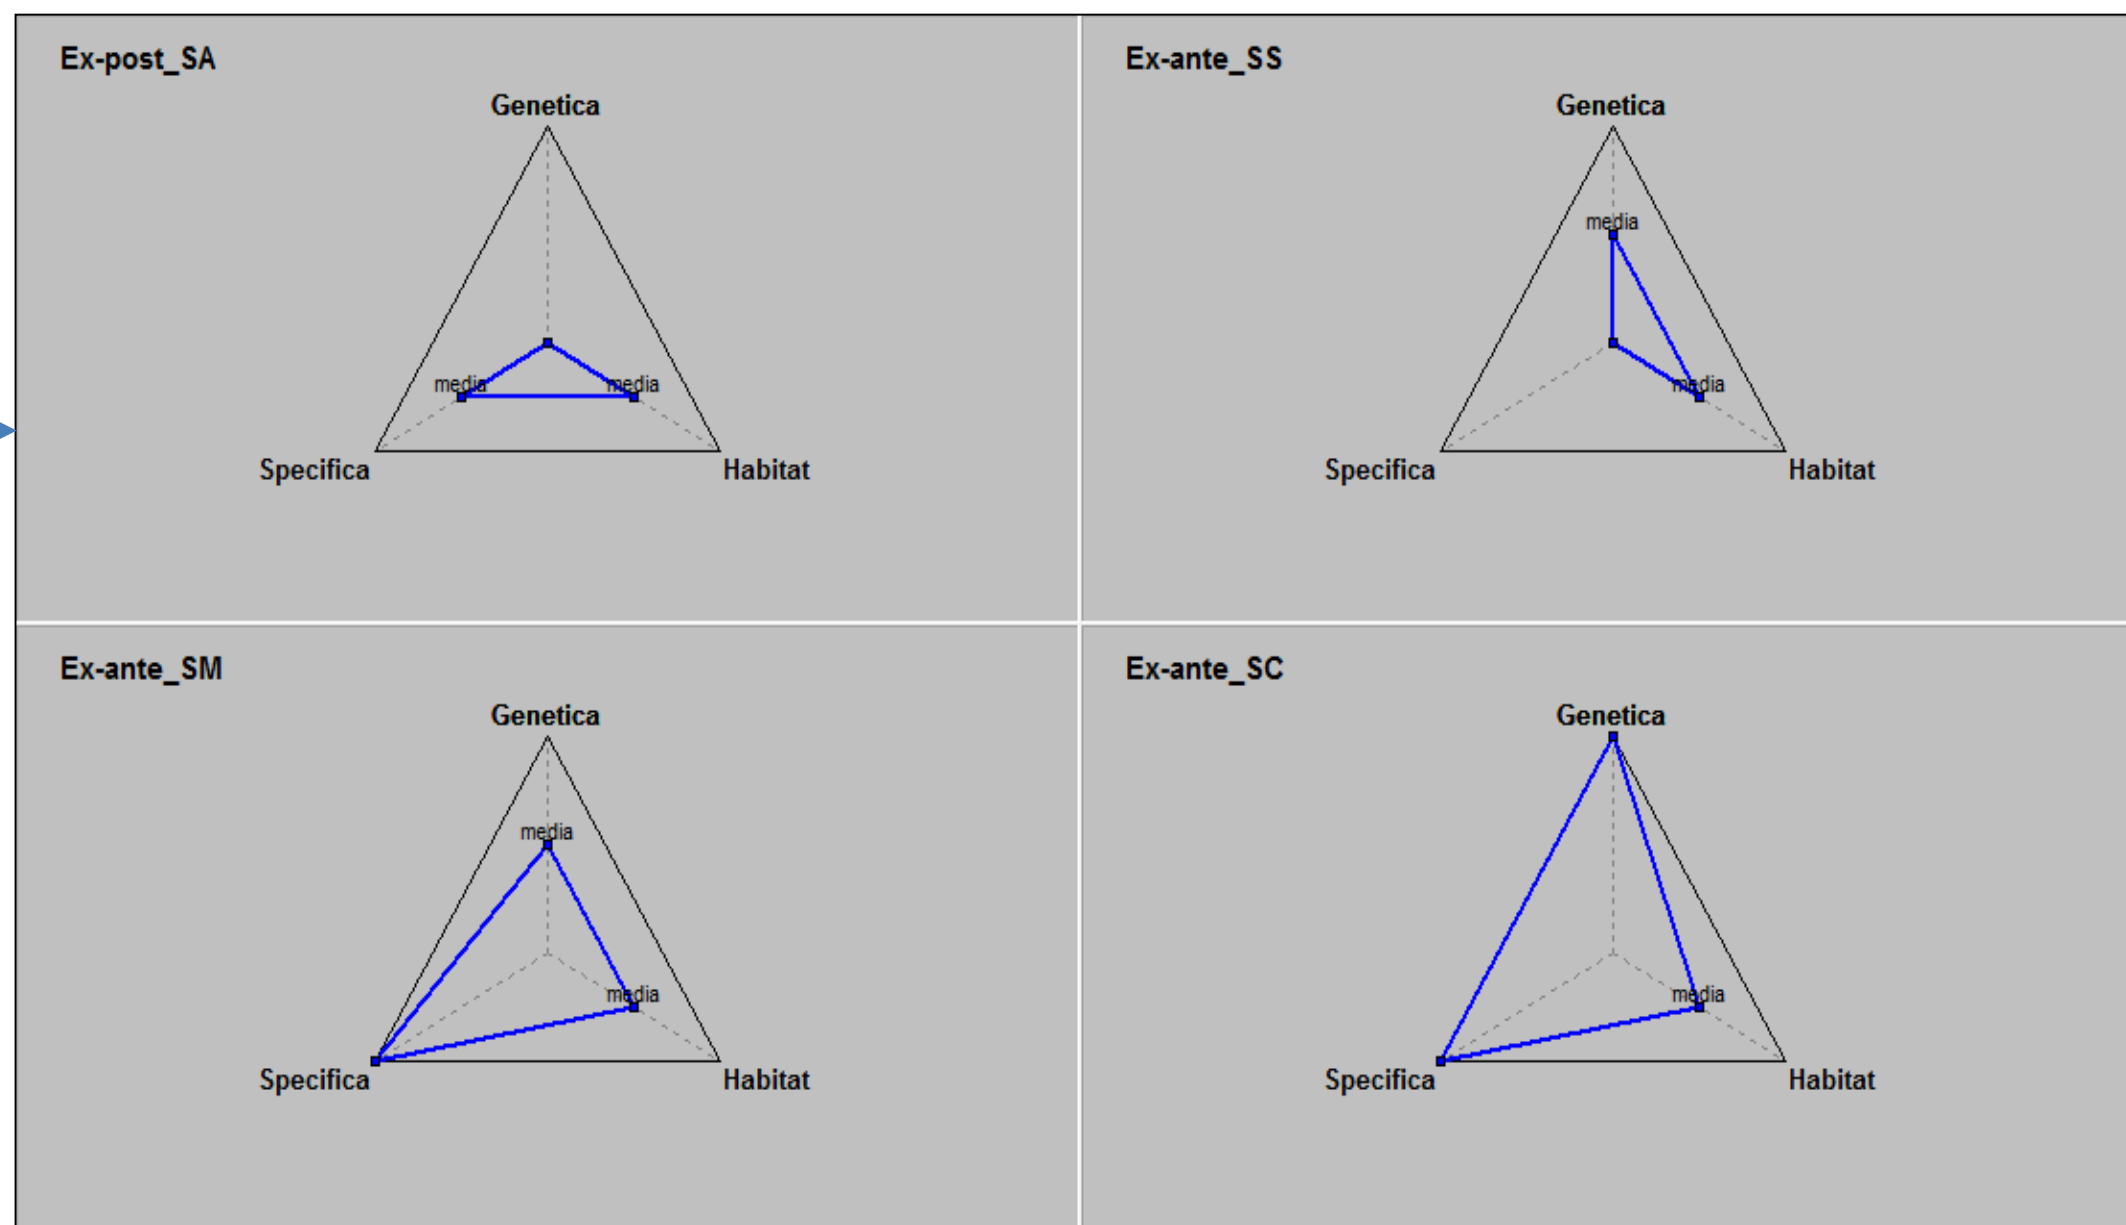 Ex-post_SA
Genetica
media
media
Specifica
Habitat
Ex-ante_SS
Genetica
media
media
Specifica
Habitat
Ex-ante_SM
Genetica
media
media
Specifica
Habitat
Ex-ante_SC
Genetica
media
Specifica
Habitat